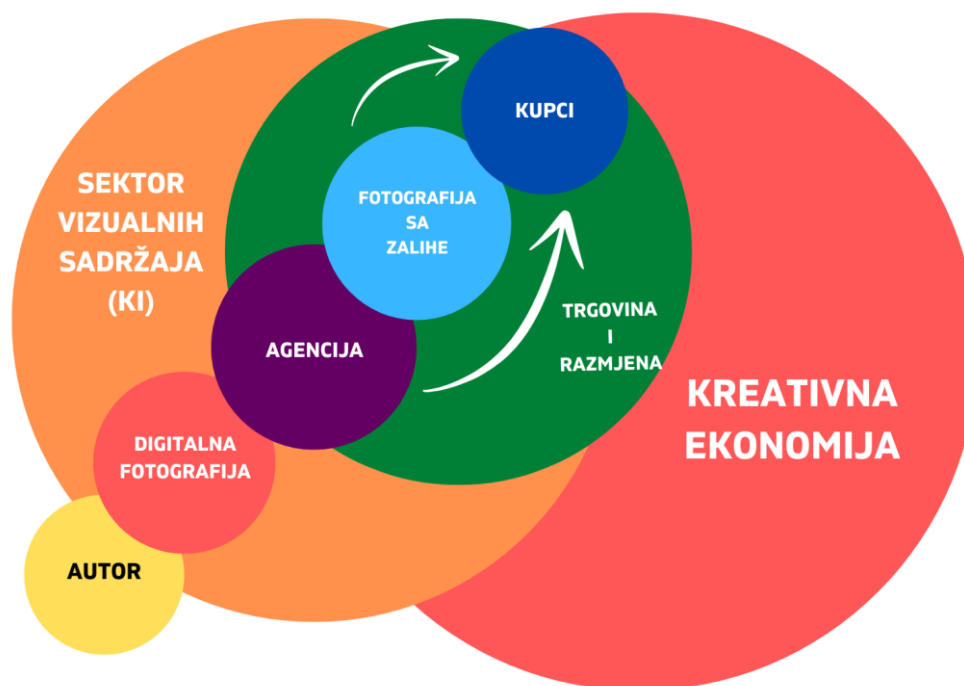 KUPCI
SEKTOR
VIZUALNIH
SADRŽAJA
(KI)
FOTOGRAFIJA
SA
ZALIHE
TRGOVINA
I
RAZMJENA
AGENCIJA
KREATIVNA
EKONOMIJA
DIGITALNA
FOTOGRAFIJA
AUTOR